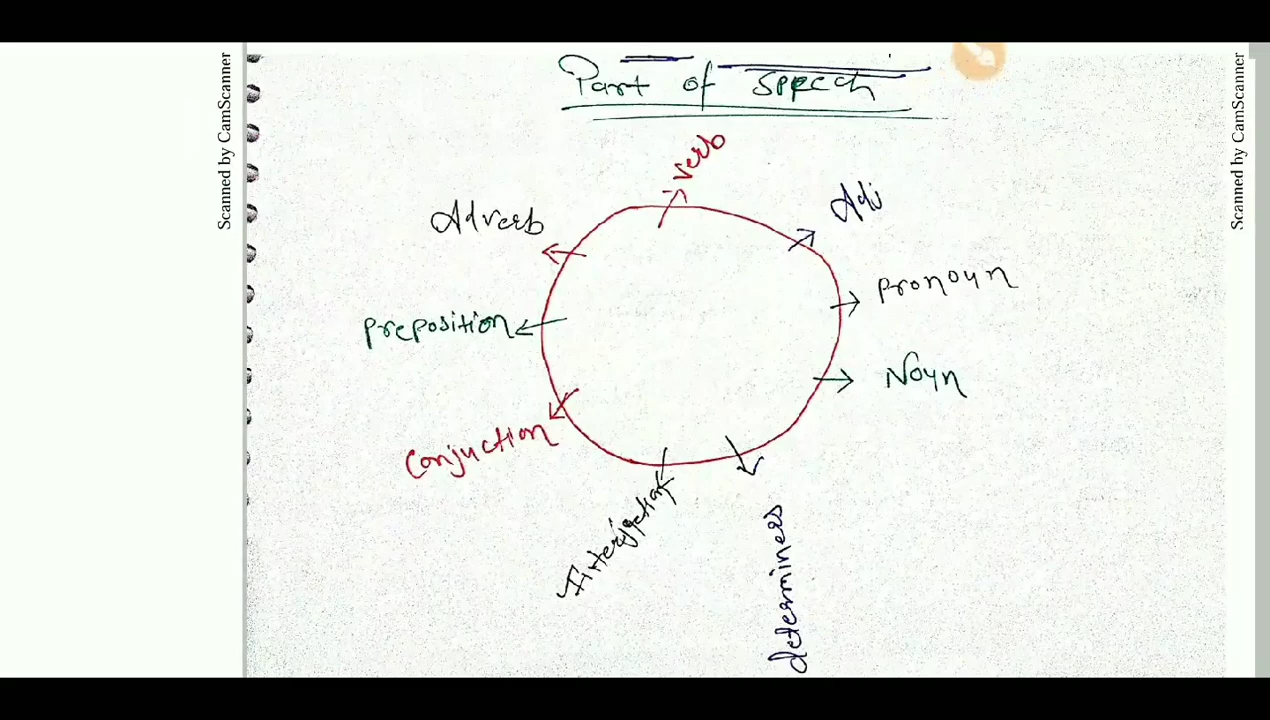 Part of Speech
verb
Adj
Adverb
Pronoun
Preposition
Noun
Conjuction
Interjection
determiners
Scanned by CamScanner
Scanned by CamScanner